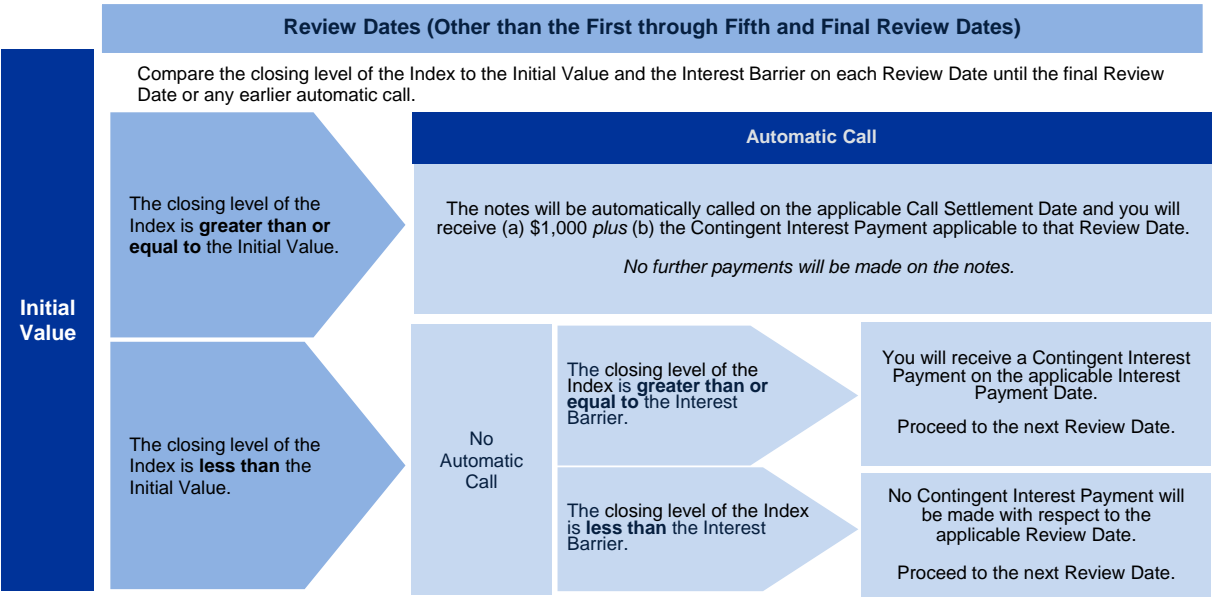 Review Dates (Other than the First through Fifth and Final Review Dates)
Compare the closing level of the Index to the Initial Value and the Interest Barrier on each Review Date until the final Review
Date or any earlier automatic call.
Initial
Value
The closing level of the
Index is greater than or
equal to the Initial Value.
Automatic Call
The notes will be automatically called on the applicable Call Settlement Date and you will
receive (a) $1,000 plus (b) the Contingent Interest Payment applicable to that Review Date.
No further payments will be made on the notes.
The closing level of the
Index is less than the
Initial Value.
No
Automatic
Call
The closing level of the
Index is greater than or
equal to the Interest
Barrier.
You will receive a Contingent Interest
Payment on the applicable Interest
Payment Date.
Proceed to the next Review Date.
The closing level of the Index
is less than the Interest
Barrier.
No Contingent Interest Payment will
be made with respect to the
applicable Review Date.
Proceed to the next Review Date.